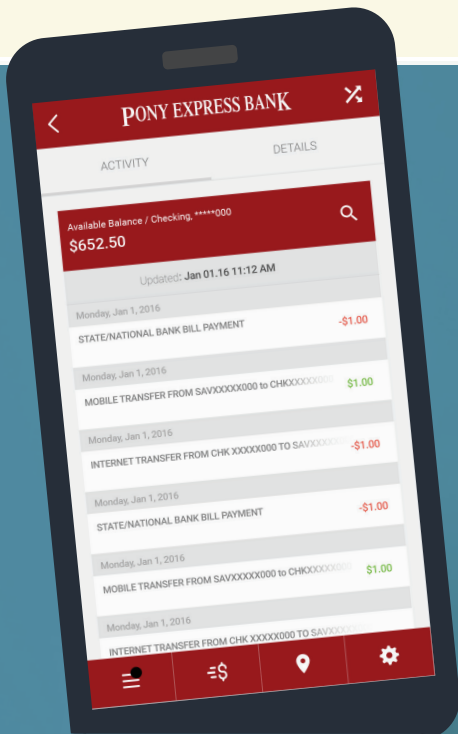 PONY EXPRESS BANK
ACTIVITY
DETAILS
Available Balance / Checking, *****000
$652.50
Updated: Jan 01.16 11:12 AM
Monday, Jan 1, 2016
STATE/NATIONAL BANK BILL PAYMENT
-$1.00
Monday, Jan 1, 2016
MOBILE TRANSFER FROM SAVXXXXX000 to CHKXXXXX000
$1.00
Monday, Jan 1, 2016
INTERNET TRANSFER FROM CHK XXXXX000 TO SAVXXXX
-$1.00
Monday, Jan 1, 2016
STATE/NATIONAL BANK BILL PAYMENT
-$1.00
Monday, Jan 1, 2016
MOBILE TRANSFER FROM SAVXXXXX000 to CHKXXXXX000
$1.00
Monday, Jan 1, 2016
INTERNET TRANSFER FROM CHK XXXXX000 TO SAVXXXX